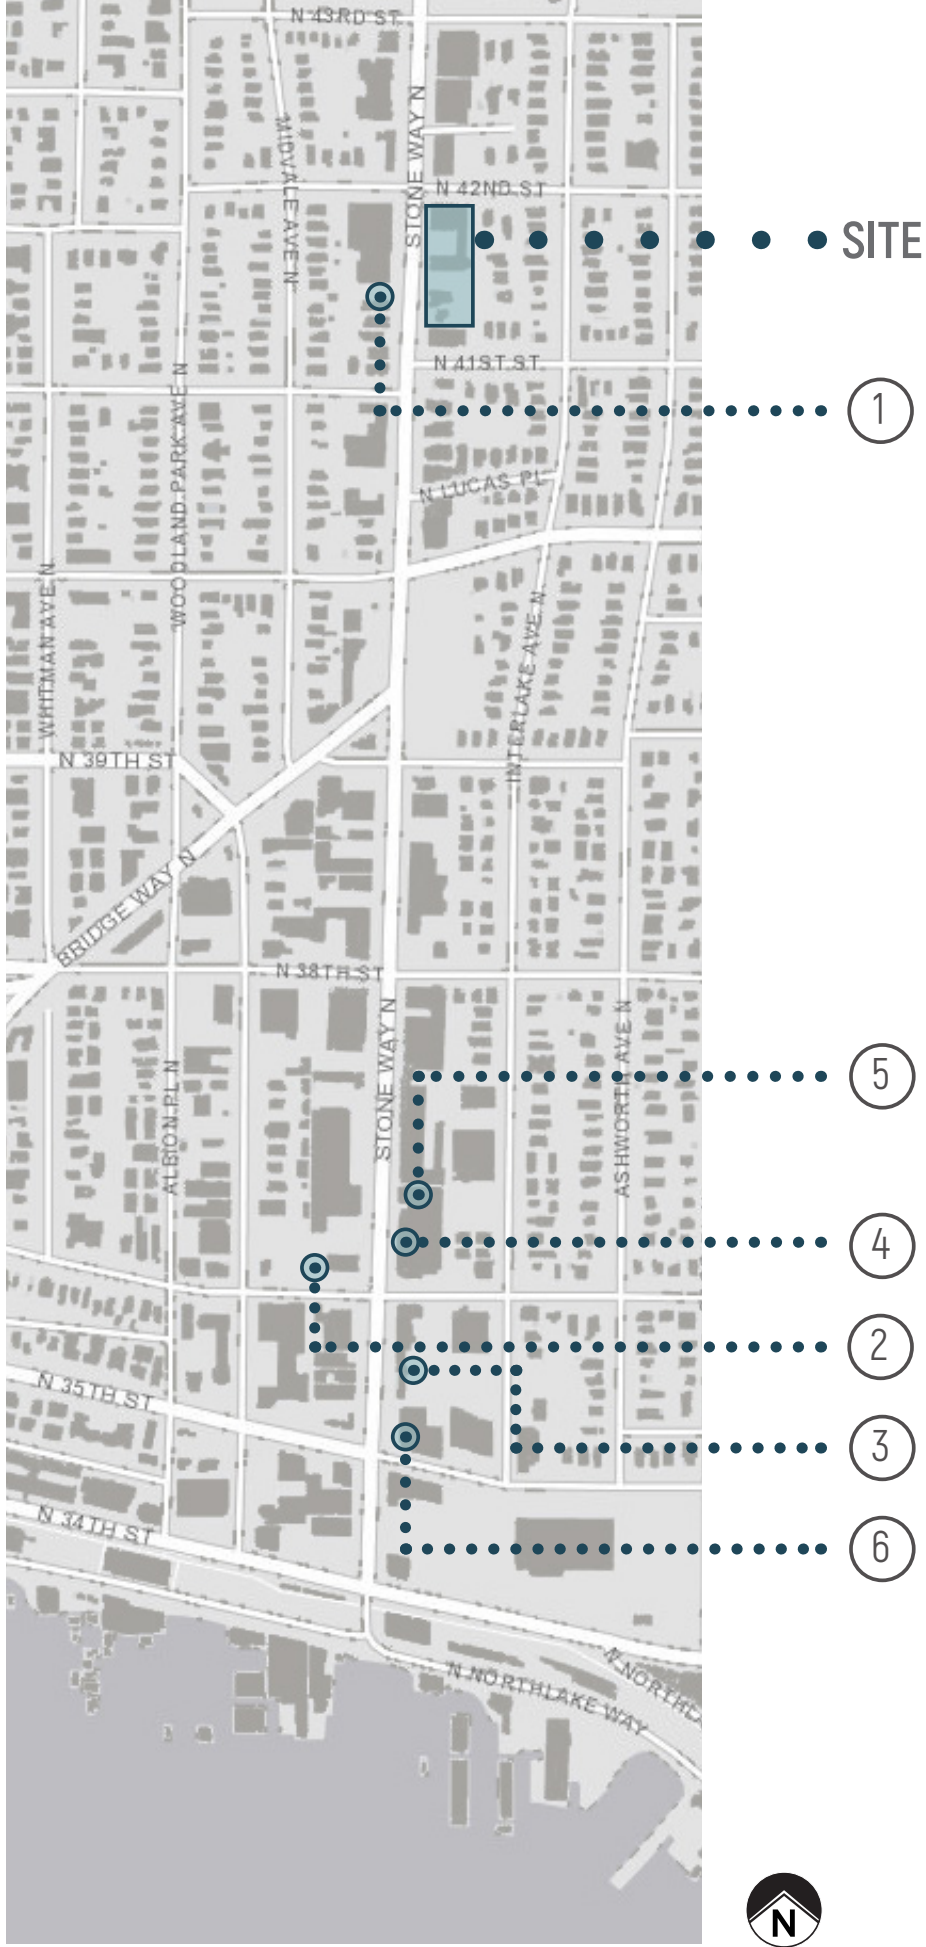 N 43RD ST
STONE WAY N
MIDVALE AVE N
N 42ND ST
SITE
N 41ST ST
WOODLAND PARK AVE N
1
N LUCAS PL
WHITMAN AVE N
INTERLAKE AVE N
N 39TH ST
BRIDGE WAY N
N 38TH ST
STONE WAY N
ASHWORTH AVE N
ALBION PL N
5
4
2
N 35TH ST
3
N 34TH ST
6
N NORTHLAKE WAY
N NORTHL
N